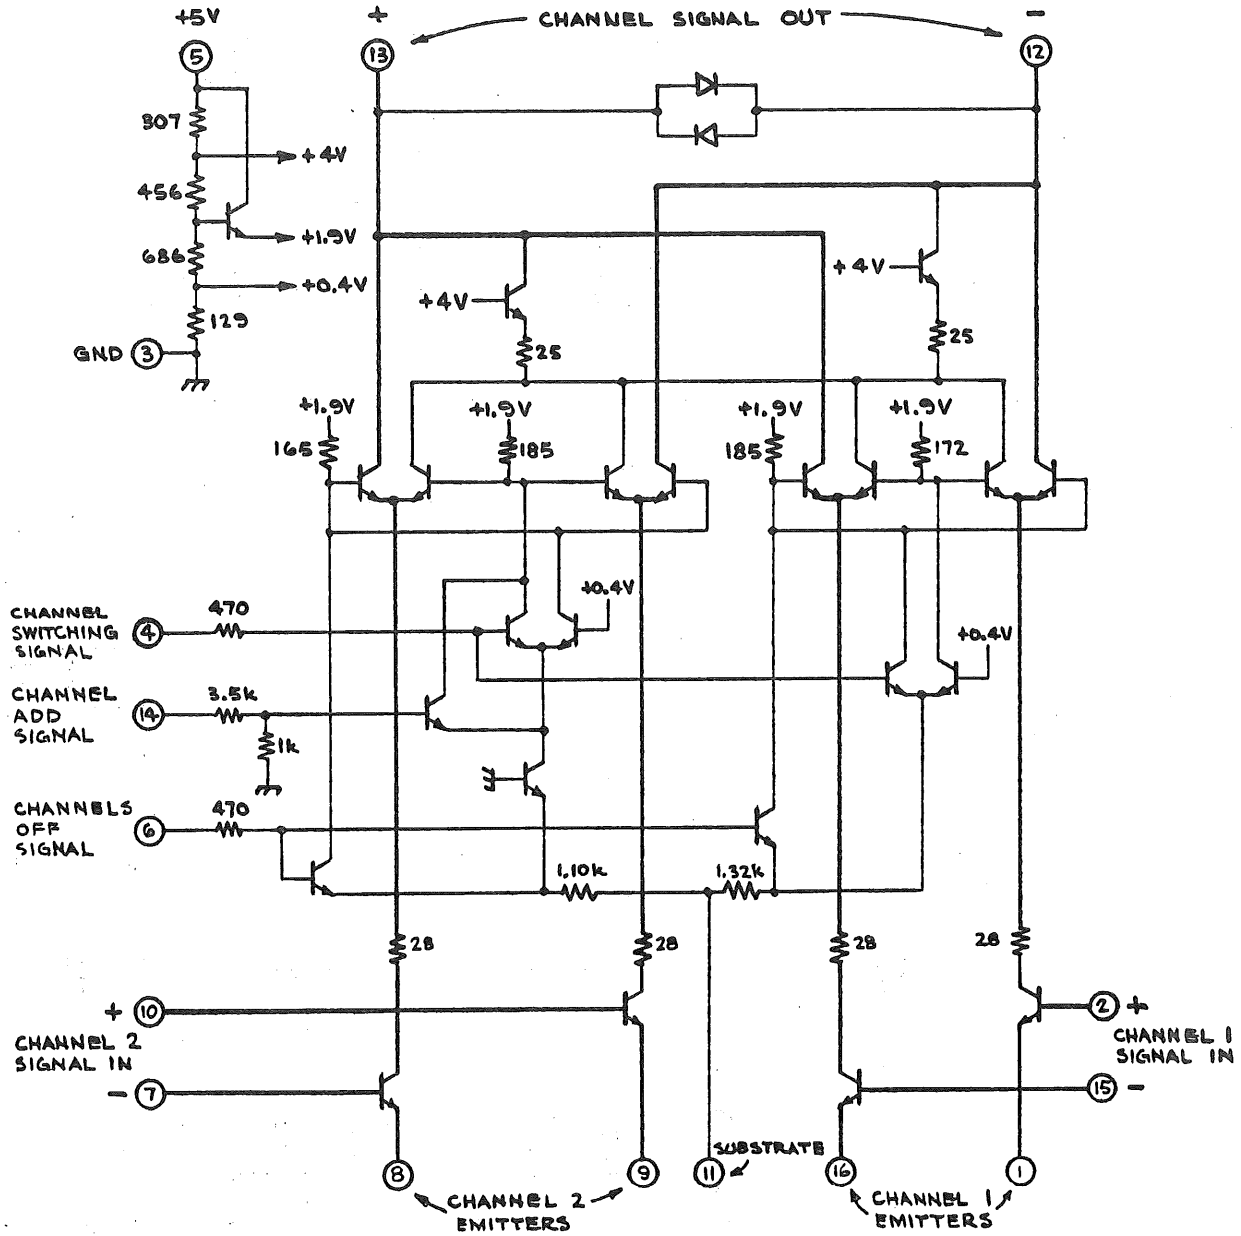 +5V
+
CHANNEL SIGNAL OUT
−
5
13
12
307
+4V
456
+1.9V
686
+0.4V
129
GND 3
+4V
+4V
25
25
+1.9V
+1.9V
+1.9V
+1.9V
165
185
185
172
CHANNEL
SWITCHING
SIGNAL
4
470
+0.4V
+0.4V
CHANNEL
ADD
SIGNAL
14
3.5k
1k
CHANNELS
OFF
SIGNAL
6
470
1.10k
1.32k
28
28
28
28
+ 10
CHANNEL 2
SIGNAL IN
− 7
2 +
CHANNEL 1
SIGNAL IN
15 −
SUBSTRATE
8
9
11
16
1
CHANNEL 2
EMITTERS
CHANNEL 1
EMITTERS